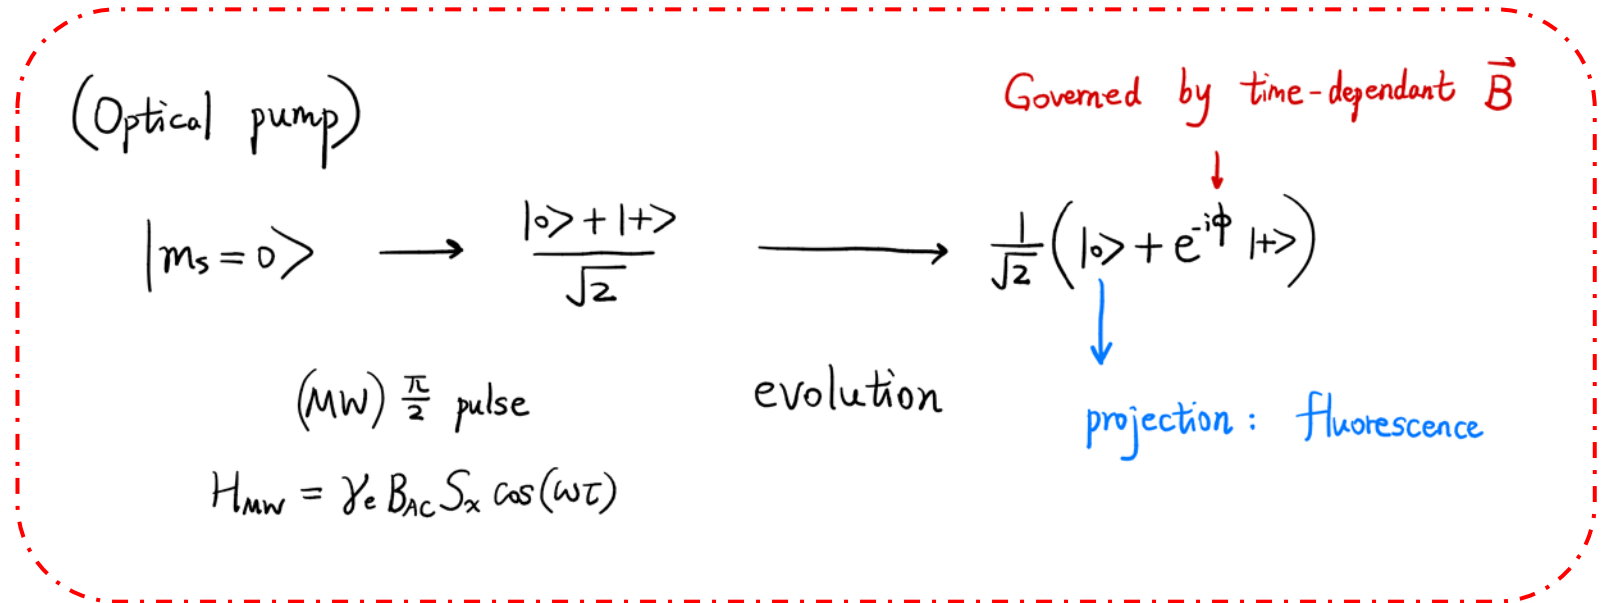 (Optical pump)
Governed by time-dependant B⃗
|mₛ = 0> → (|0> + |+>)/√2 → 1/√2 (|0> + e^{-iφ} |+>)
(MW) π/2 pulse
evolution
projection: fluorescence
H_MW = γₑ B_AC Sₓ cos(ωτ)